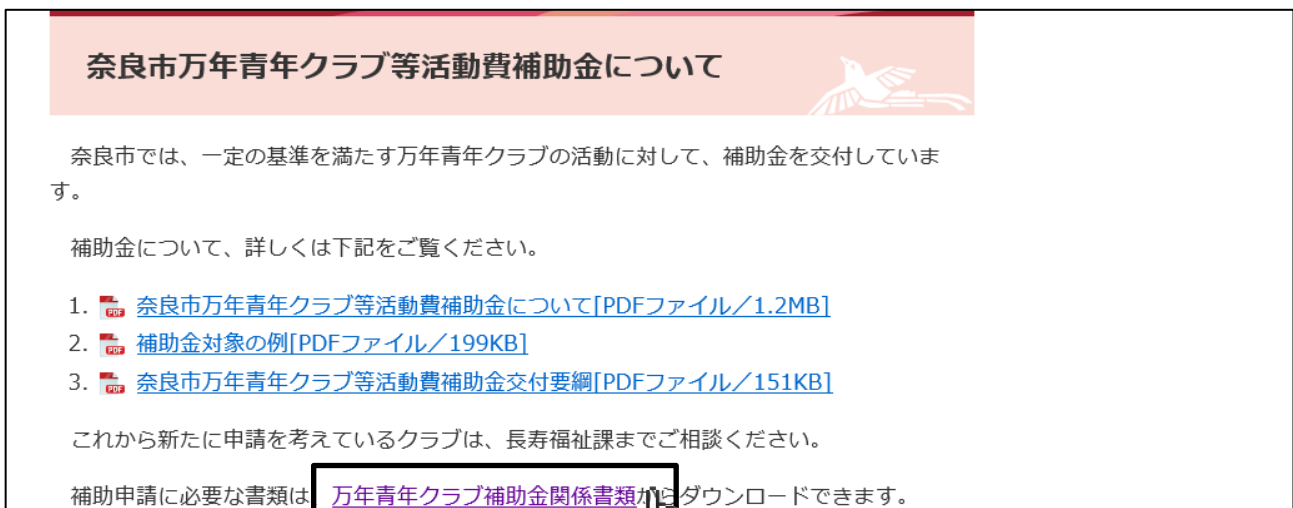 奈良市万年青年クラブ等活動費補助金について
奈良市では、一定の基準を満たす万年青年クラブの活動に対して、補助金を交付していま
す。
補助金について、詳しくは下記をご覧ください。
1. 奈良市万年青年クラブ等活動費補助金について[PDFファイル／1.2MB]
2. 補助金対象の例[PDFファイル／199KB]
3. 奈良市万年青年クラブ等活動費補助金交付要綱[PDFファイル／151KB]
これから新たに申請を考えているクラブは、長寿福祉課までご相談ください。
補助申請に必要な書類は 万年青年クラブ補助金関係書類からダウンロードできます。